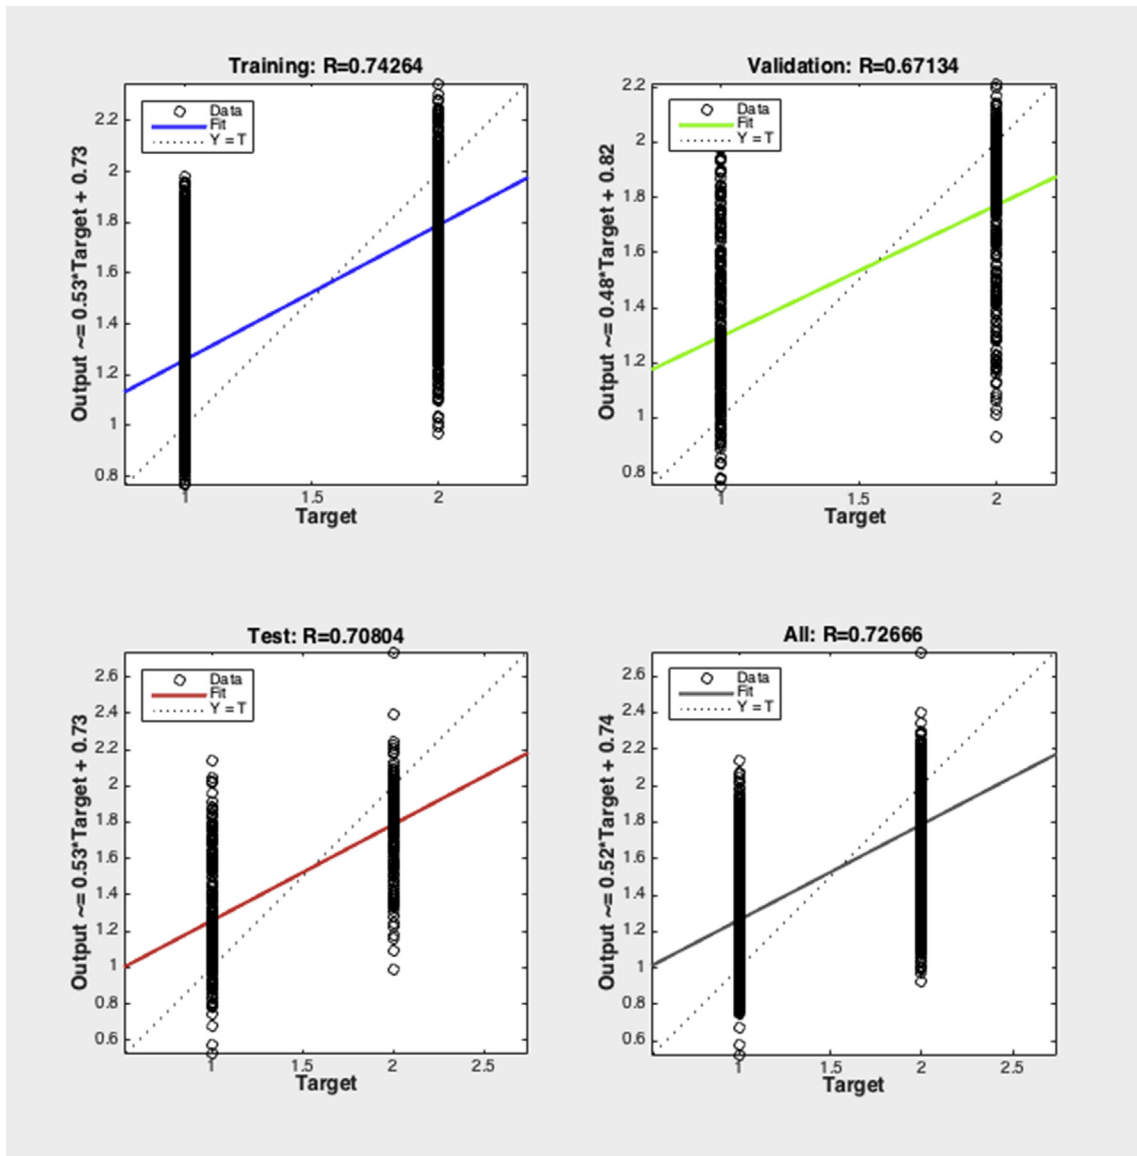 Training: R=0.74264
Output ~= 0.53*Target + 0.73
Data
Fit
Y = T
2.2
2
1.8
1.6
1.4
1.2
1
0.8
1
1.5
2
Target
Validation: R=0.67134
Output ~= 0.48*Target + 0.82
Data
Fit
Y = T
2.2
2
1.8
1.6
1.4
1.2
1
0.8
1
1.5
2
Target
Test: R=0.70804
Output ~= 0.53*Target + 0.73
Data
Fit
Y = T
2.6
2.4
2.2
2
1.8
1.6
1.4
1.2
1
0.8
0.6
1
1.5
2
2.5
Target
All: R=0.72666
Output ~= 0.52*Target + 0.74
Data
Fit
Y = T
2.6
2.4
2.2
2
1.8
1.6
1.4
1.2
1
0.8
0.6
1
1.5
2
2.5
Target